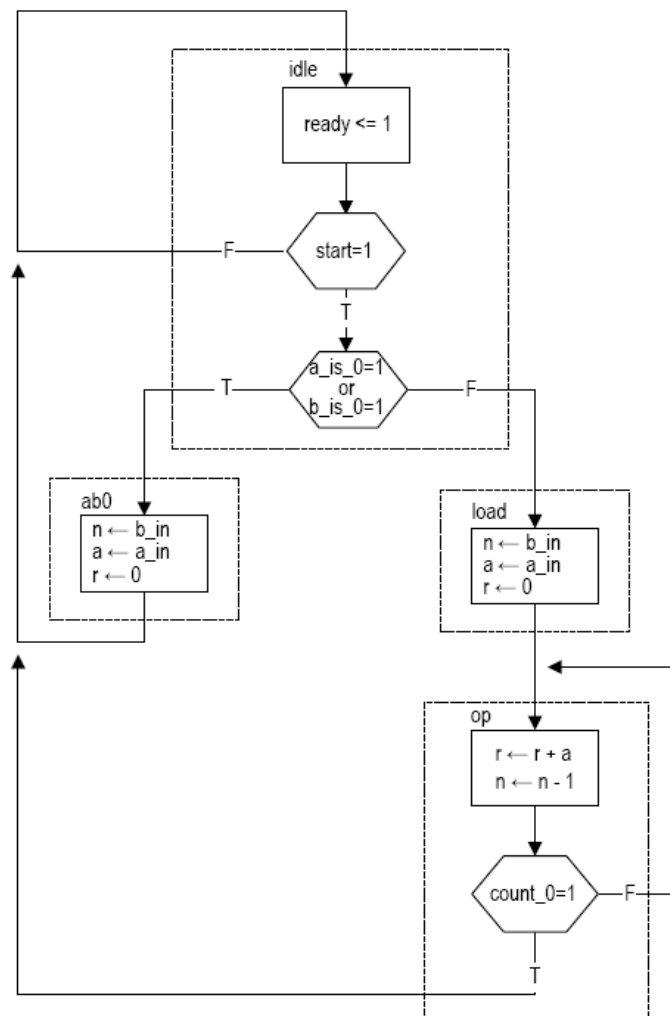 idle
ready <= 1
F
start=1
T
a_is_0=1
or
b_is_0=1
T
F
ab0
n ← b_in
a ← a_in
r ← 0
load
n ← b_in
a ← a_in
r ← 0
op
r ← r + a
n ← n - 1
count_0=1
F
T